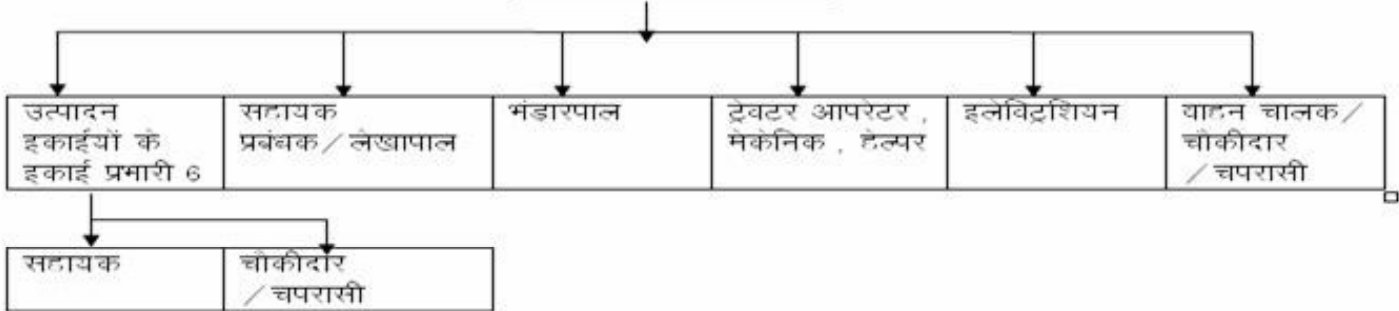 उत्पादन
इकाईयों के
इकाई प्रभारी 6
सहायक
प्रबंधक / लेखापाल
भंडारपाल
ट्रेक्टर आपरेटर ,
मेकेनिक , हेल्पर
इलेक्ट्रिशियन
वाहन चालक /
चौकीदार
/ चपरासी
सहायक
चौकीदार
/ चपरासी